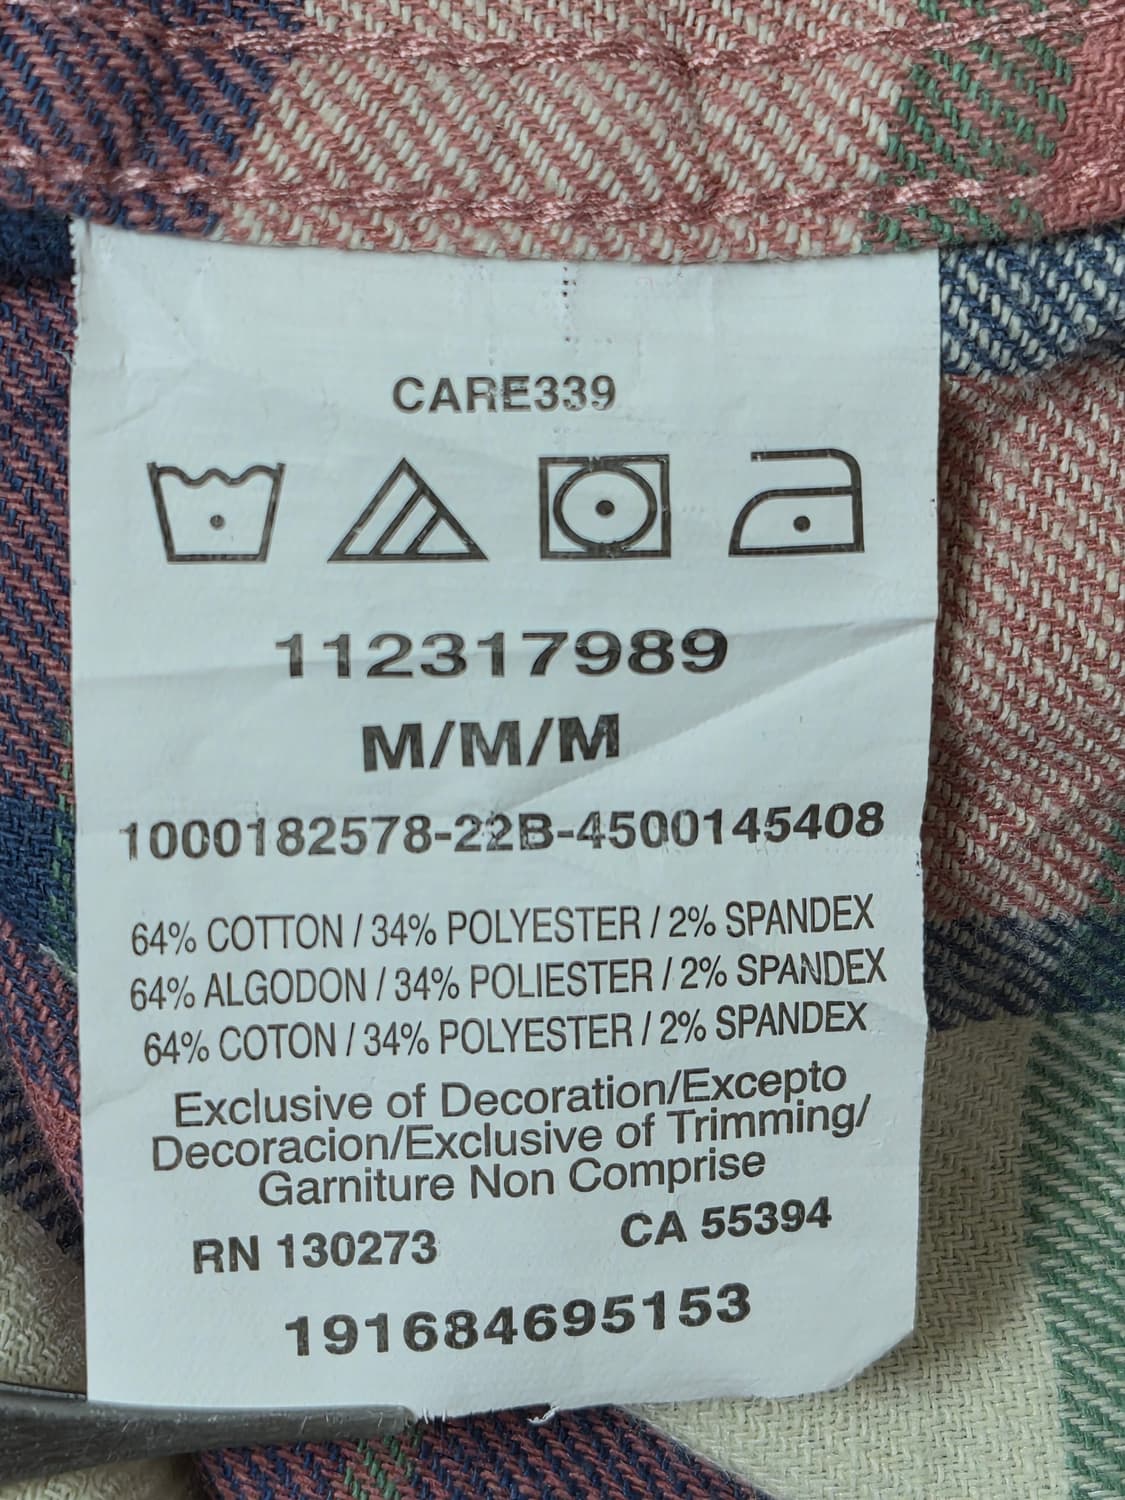 CARE339
112317989
M/M/M
1000182578-22B-4500145408
64% COTTON / 34% POLYESTER / 2% SPANDEX
64% ALGODON / 34% POLIESTER / 2% SPANDEX
64% COTON / 34% POLYESTER / 2% SPANDEX
Exclusive of Decoration/Excepto
Decoracion/Exclusive of Trimming/
Garniture Non Comprise
RN 130273 CA 55394
191684695153